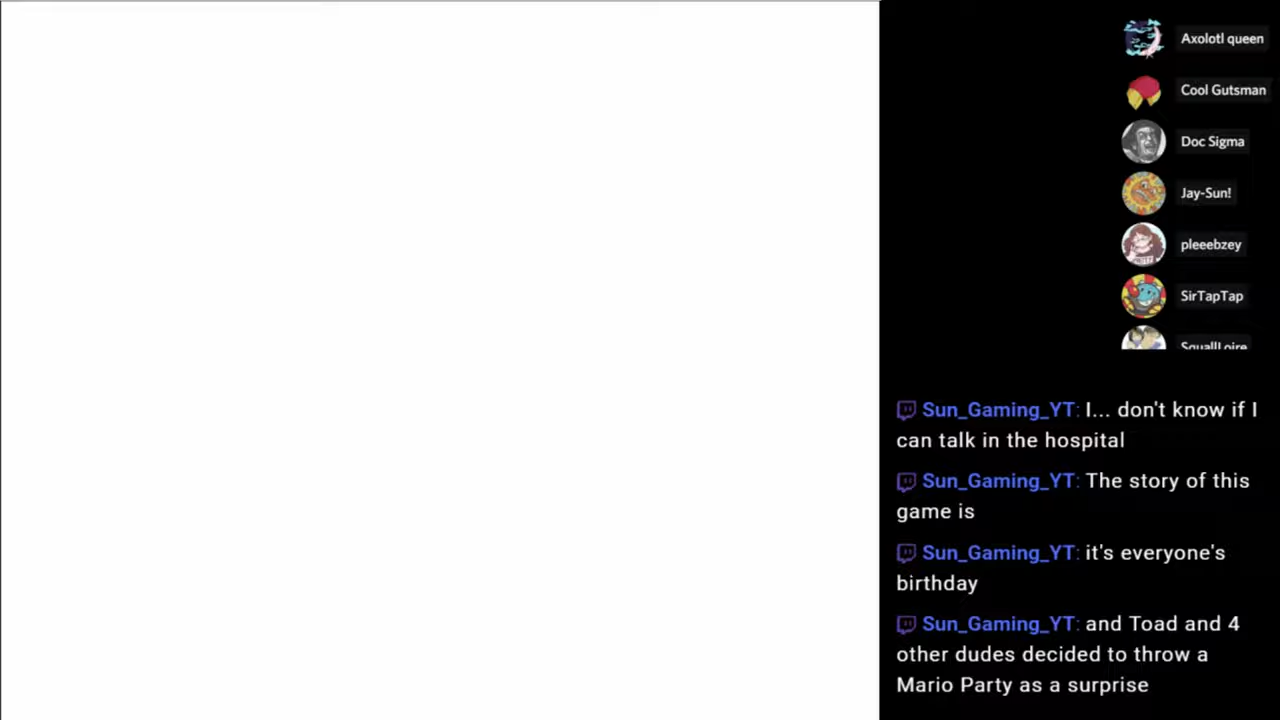 Axolotl queen
Cool Gutsman
Doc Sigma
Jay-Sun!
pleeebzey
SirTapTap
SquallLoire
Sun_Gaming_YT: I... don't know if I
can talk in the hospital
Sun_Gaming_YT: The story of this
game is
Sun_Gaming_YT: it's everyone's
birthday
Sun_Gaming_YT: and Toad and 4
other dudes decided to throw a
Mario Party as a surprise